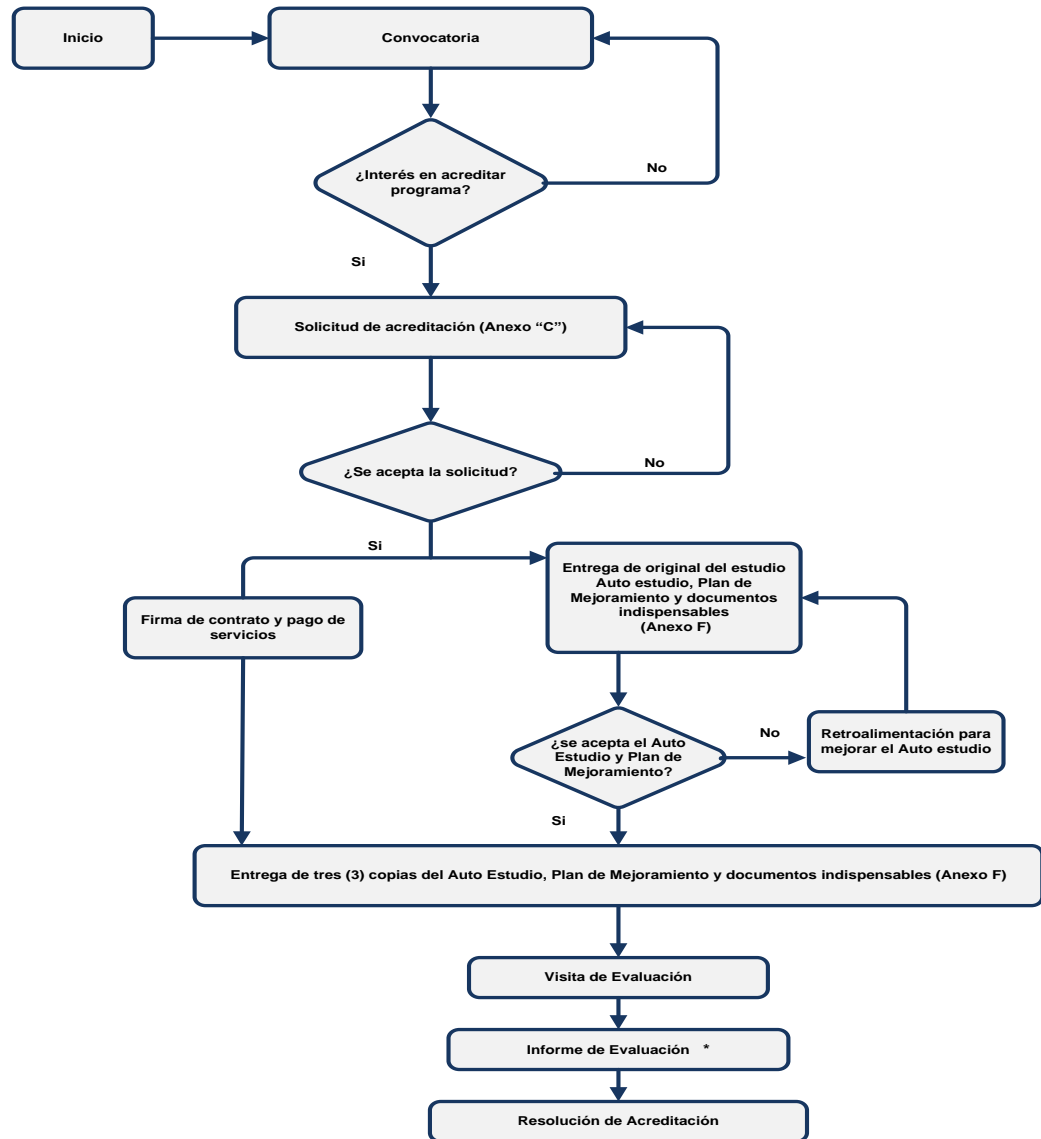 Inicio
Convocatoria
¿Interés en acreditar
programa?
No
Si
Solicitud de acreditación (Anexo “C”)
¿Se acepta la solicitud?
No
Si
Entrega de original del estudio
Auto estudio, Plan de
Mejoramiento y documentos
indispensables
(Anexo F)
Firma de contrato y pago de
servicios
¿se acepta el Auto
Estudio y Plan de
Mejoramiento?
No
Retroalimentación para
mejorar el Auto estudio
Si
Entrega de tres (3) copias del Auto Estudio, Plan de Mejoramiento y documentos indispensables (Anexo F)
Visita de Evaluación
Informe de Evaluación *
Resolución de Acreditación